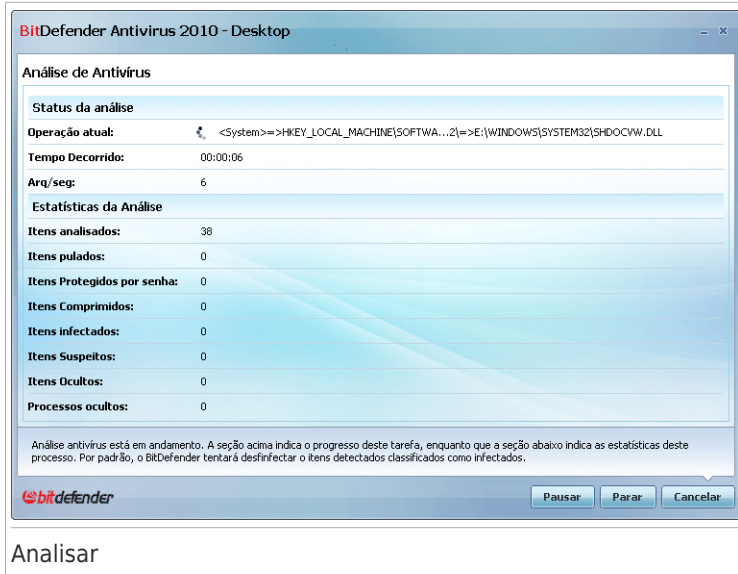 BitDefender Antivirus 2010 - Desktop
Análise de Antivírus
Status da análise
Operação atual: <System>=>HKEY_LOCAL_MACHINE\SOFTWA...2\=>E:\WINDOWS\SYSTEM32\SHDOCVW.DLL
Tempo Decorrido: 00:00:06
Arq/seg: 6
Estatísticas da Análise
Itens analisados: 38
Itens pulados: 0
Itens Protegidos por senha: 0
Itens Comprimidos: 0
Itens infectados: 0
Itens Suspeitos: 0
Itens Ocultos: 0
Processos ocultos: 0
Análise antivírus está em andamento. A seção acima indica o progresso deste tarefa, enquanto que a seção abaixo indica as estatísticas deste
processo. Por padrão, o BitDefender tentará desfinfectar o itens detectados classificados como infectados.
bitdefender
Pausar Parar Cancelar
Analisar